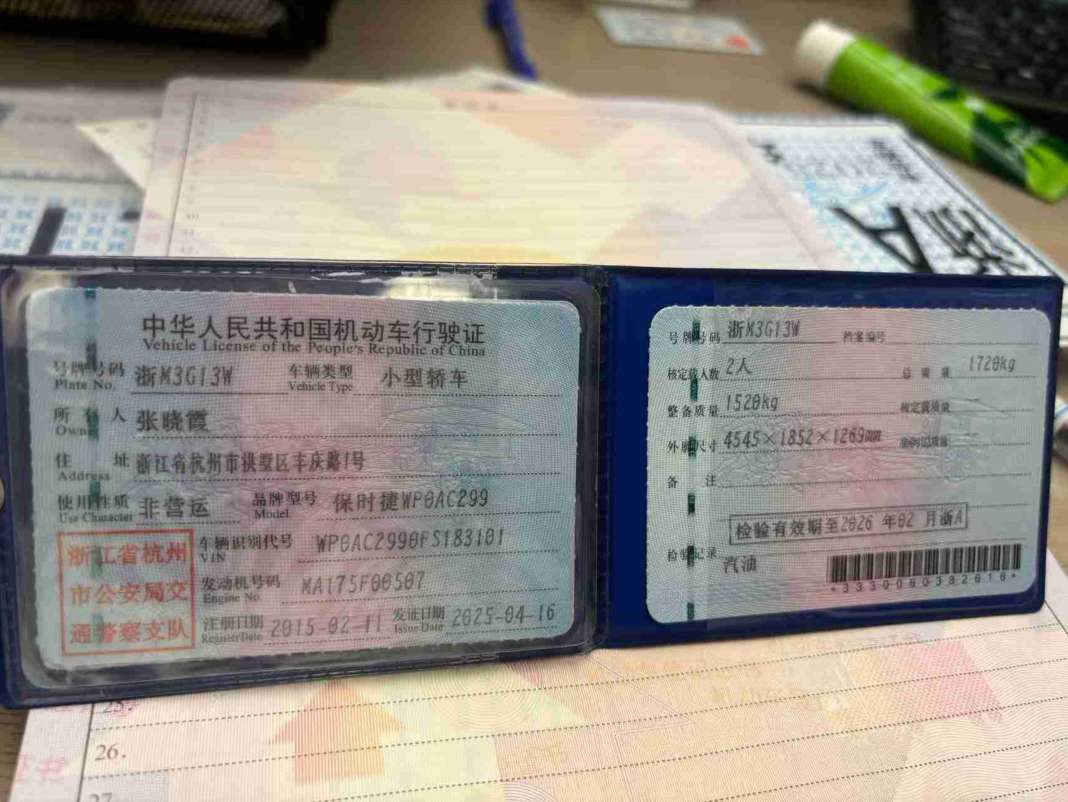 中华人民共和国机动车行驶证
Vehicle License of the People's Republic of China
号牌号码 浙M3G13W 车辆类型 小型轿车
Plate No. Vehicle Type
所有人 张晓霞
Owner
住址 浙江省杭州市拱墅区丰庆路1号
Address
使用性质 非营运 品牌型号 保时捷WP0AC299
Use Character Model
浙江省杭州
市公安局交
通警察支队
车辆识别代号 WP0AC2990FS183101
VIN
发动机号码 MA175F00507
Engine No.
注册日期 2015-02-11 发证日期 2025-04-16
Register Date Issue Date
号牌号码 浙M3G13W 档案编号
核定载人数 2人 总质量 1720kg
整备质量 1520kg 核定载质量
外廓尺寸 4545×1852×1269mm
备注
检验有效期至2026年02月浙A
检验记录 汽油
*3330060382616*
浙A
25.
26.
27.
证书